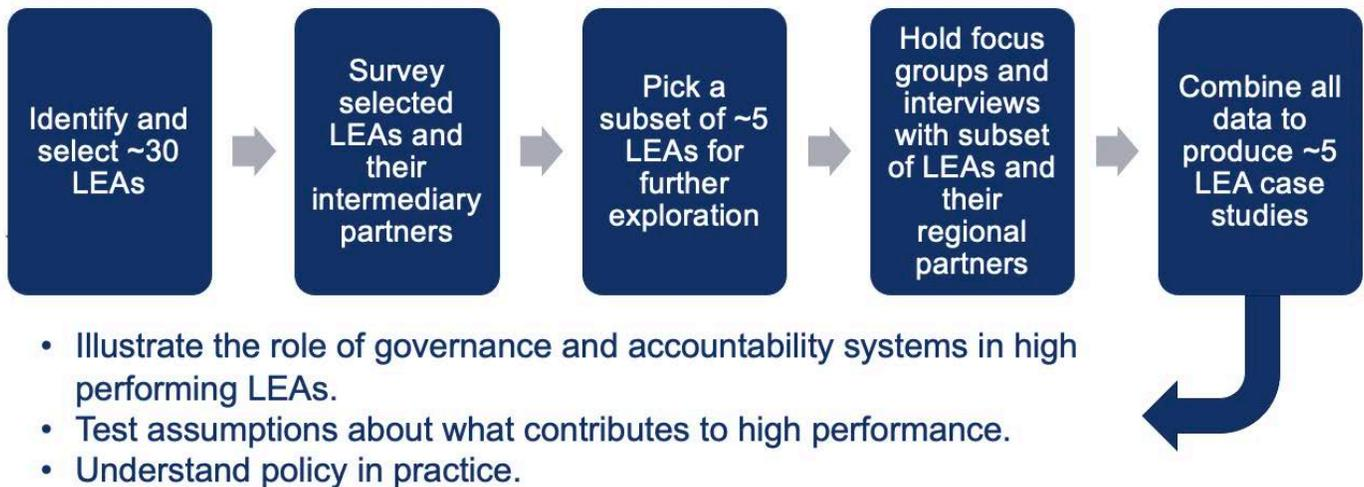 Identify and
select ~30
LEAs
Survey
selected
LEAs and
their
intermediary
partners
Pick a
subset of ~5
LEAs for
further
exploration
Hold focus
groups and
interviews
with subset
of LEAs and
their
regional
partners
Combine all
data to
produce ~5
LEA case
studies
• Illustrate the role of governance and accountability systems in high
performing LEAs.
• Test assumptions about what contributes to high performance.
• Understand policy in practice.